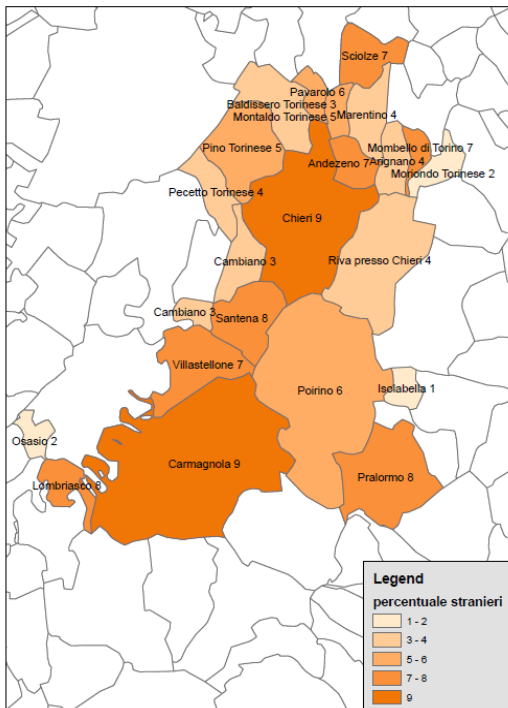 Sciolze 7
Pavarolo 6
Baldissero Torinese 3
Marentino 4
Montaldo Torinese 5
Pino Torinese 5
Mombello di Torino 7
Andezeno 7
Arignano 4
Moriondo Torinese 2
Pecetto Torinese 4
Chieri 9
Cambiano 3
Riva presso Chieri 4
Cambiano 3
Santena 8
Villastellone 7
Poirino 6
Isolabella 1
Osasio 2
Carmagnola 9
Pralormo 8
Lombriasco 8
Legend
percentuale stranieri
1 - 2
3 - 4
5 - 6
7 - 8
9